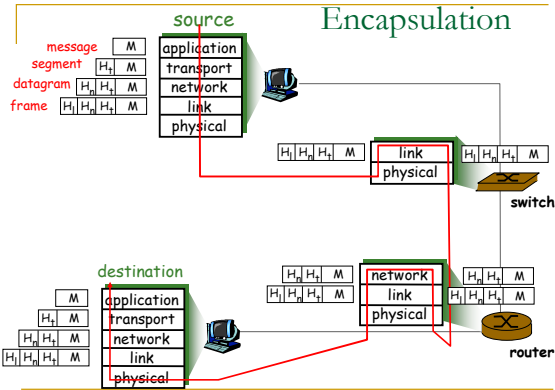 Encapsulation
source
message M
segment Ht M
datagram Hn Ht M
frame Hl Hn Ht M
application
transport
network
link
physical
Hl Hn Ht M
link
physical
Hl Hn Ht M
switch
destination
M
Ht M
Hn Ht M
Hl Hn Ht M
application
transport
network
link
physical
Hn Ht M
Hl Hn Ht M
network
link
physical
Hn Ht M
Hl Hn Ht M
router